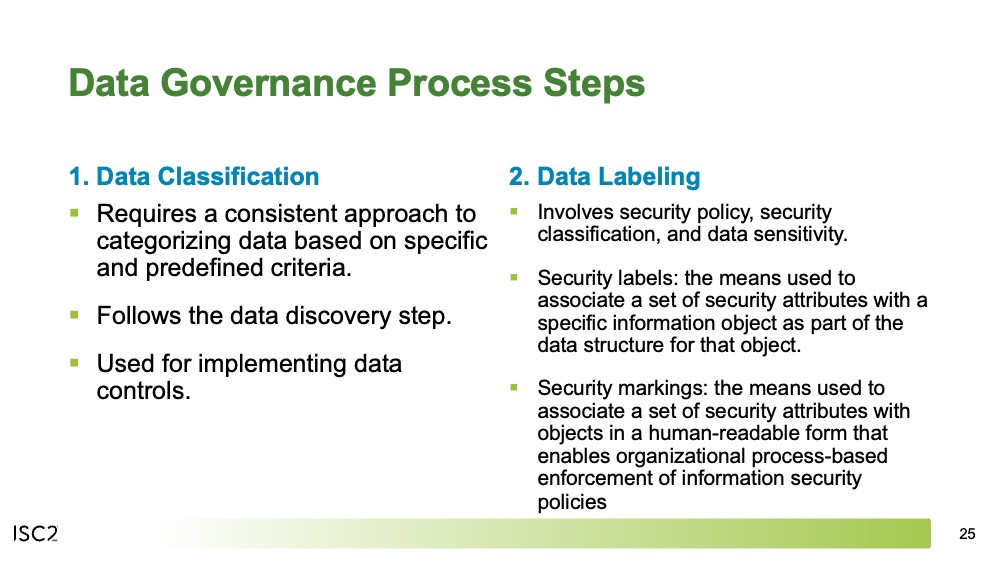 Data Governance Process Steps
1. Data Classification
▪ Requires a consistent approach to
categorizing data based on specific
and predefined criteria.
▪ Follows the data discovery step.
▪ Used for implementing data
controls.
2. Data Labeling
▪ Involves security policy, security
classification, and data sensitivity.
▪ Security labels: the means used to
associate a set of security attributes with a
specific information object as part of the
data structure for that object.
▪ Security markings: the means used to
associate a set of security attributes with
objects in a human-readable form that
enables organizational process-based
enforcement of information security
policies
ISC2
25